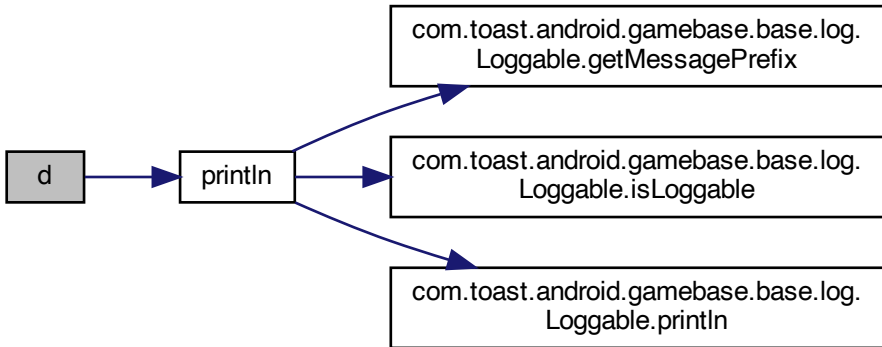 com.toast.android.gamebase.base.log.
Loggable.getMessagePrefix
d
println
com.toast.android.gamebase.base.log.
Loggable.isLoggable
com.toast.android.gamebase.base.log.
Loggable.println